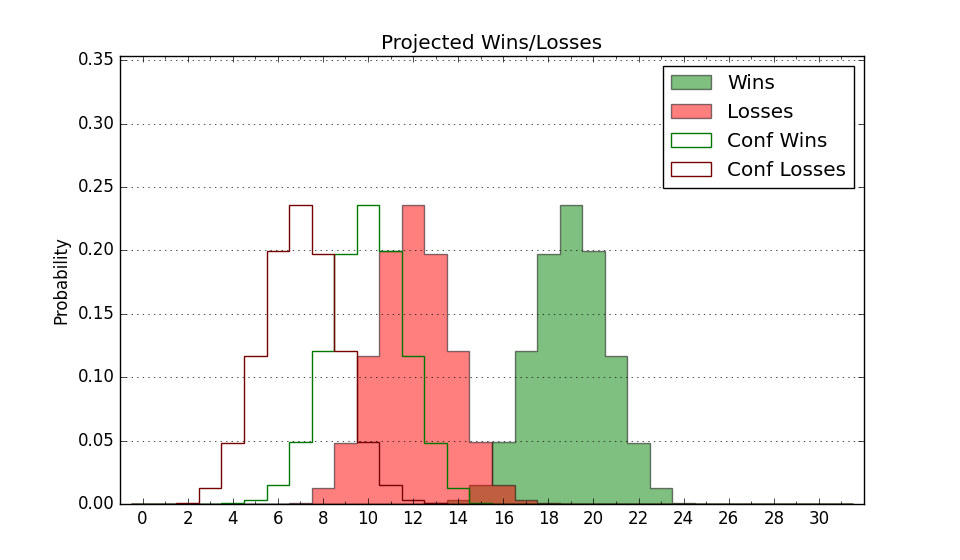 Projected Wins/Losses
Wins
Losses
Conf Wins
Conf Losses
Probability
0.35
0.30
0.25
0.20
0.15
0.10
0.05
0.00
0 2 4 6 8 10 12 14 16 18 20 22 24 26 28 30